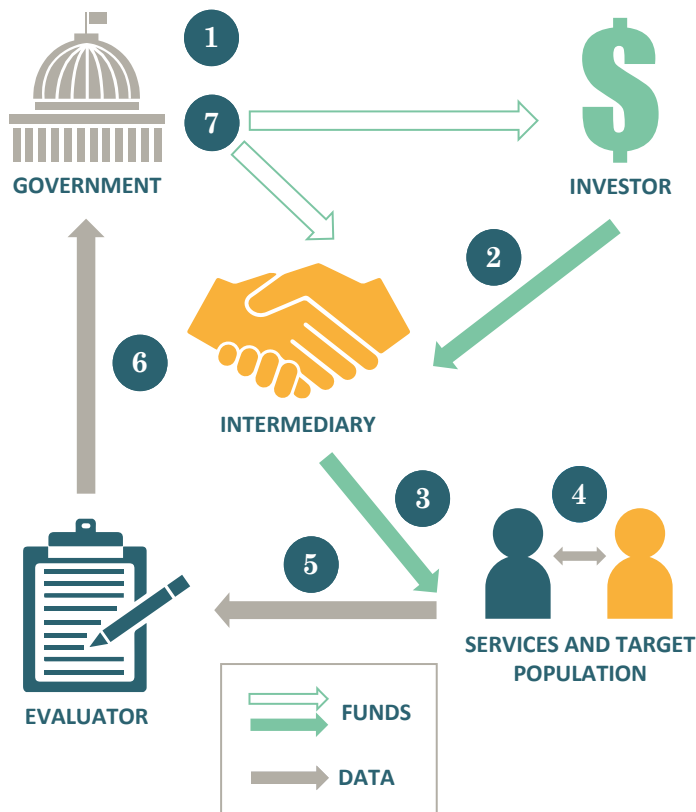 1
7
GOVERNMENT
INVESTOR
2
6
INTERMEDIARY
3
4
5
SERVICES AND TARGET
POPULATION
EVALUATOR
FUNDS
DATA